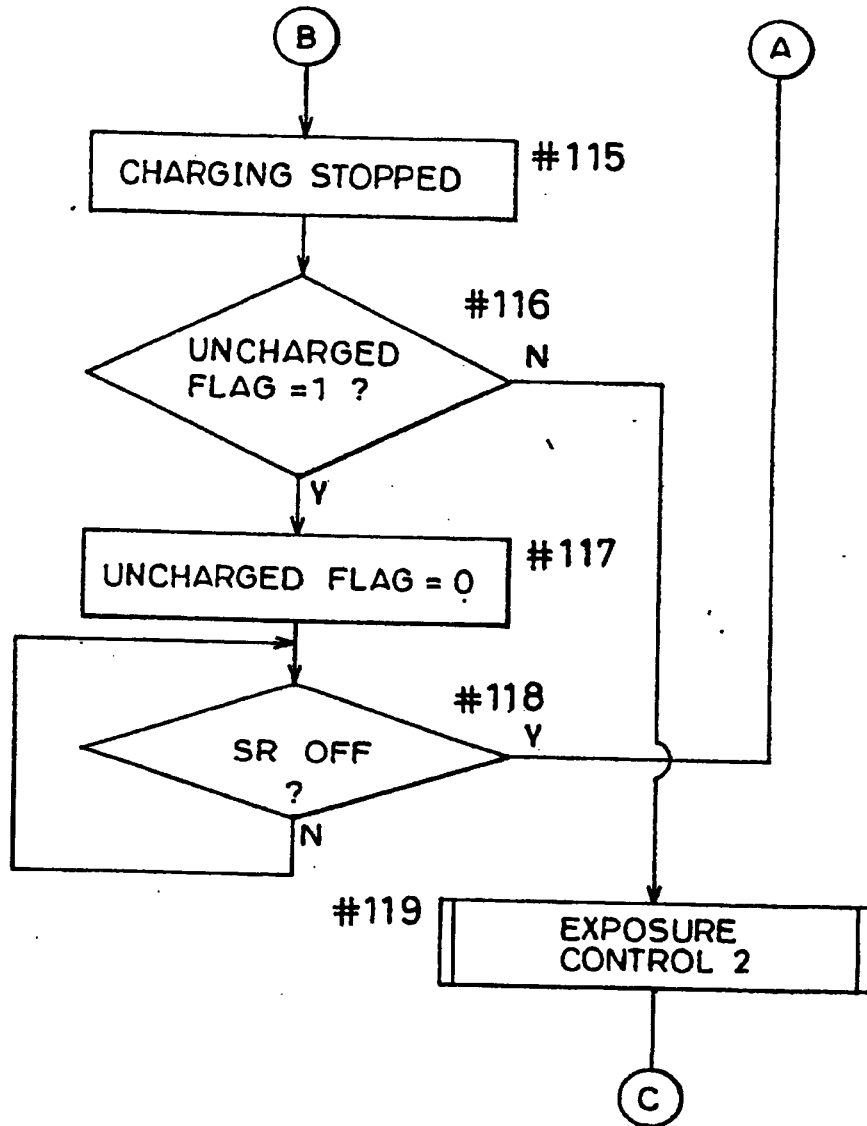 B
A
CHARGING STOPPED
#115
#116
UNCHARGED
FLAG =1 ?
N
Y
UNCHARGED FLAG = 0
#117
#118
SR OFF
?
Y
N
#119
EXPOSURE
CONTROL 2
C